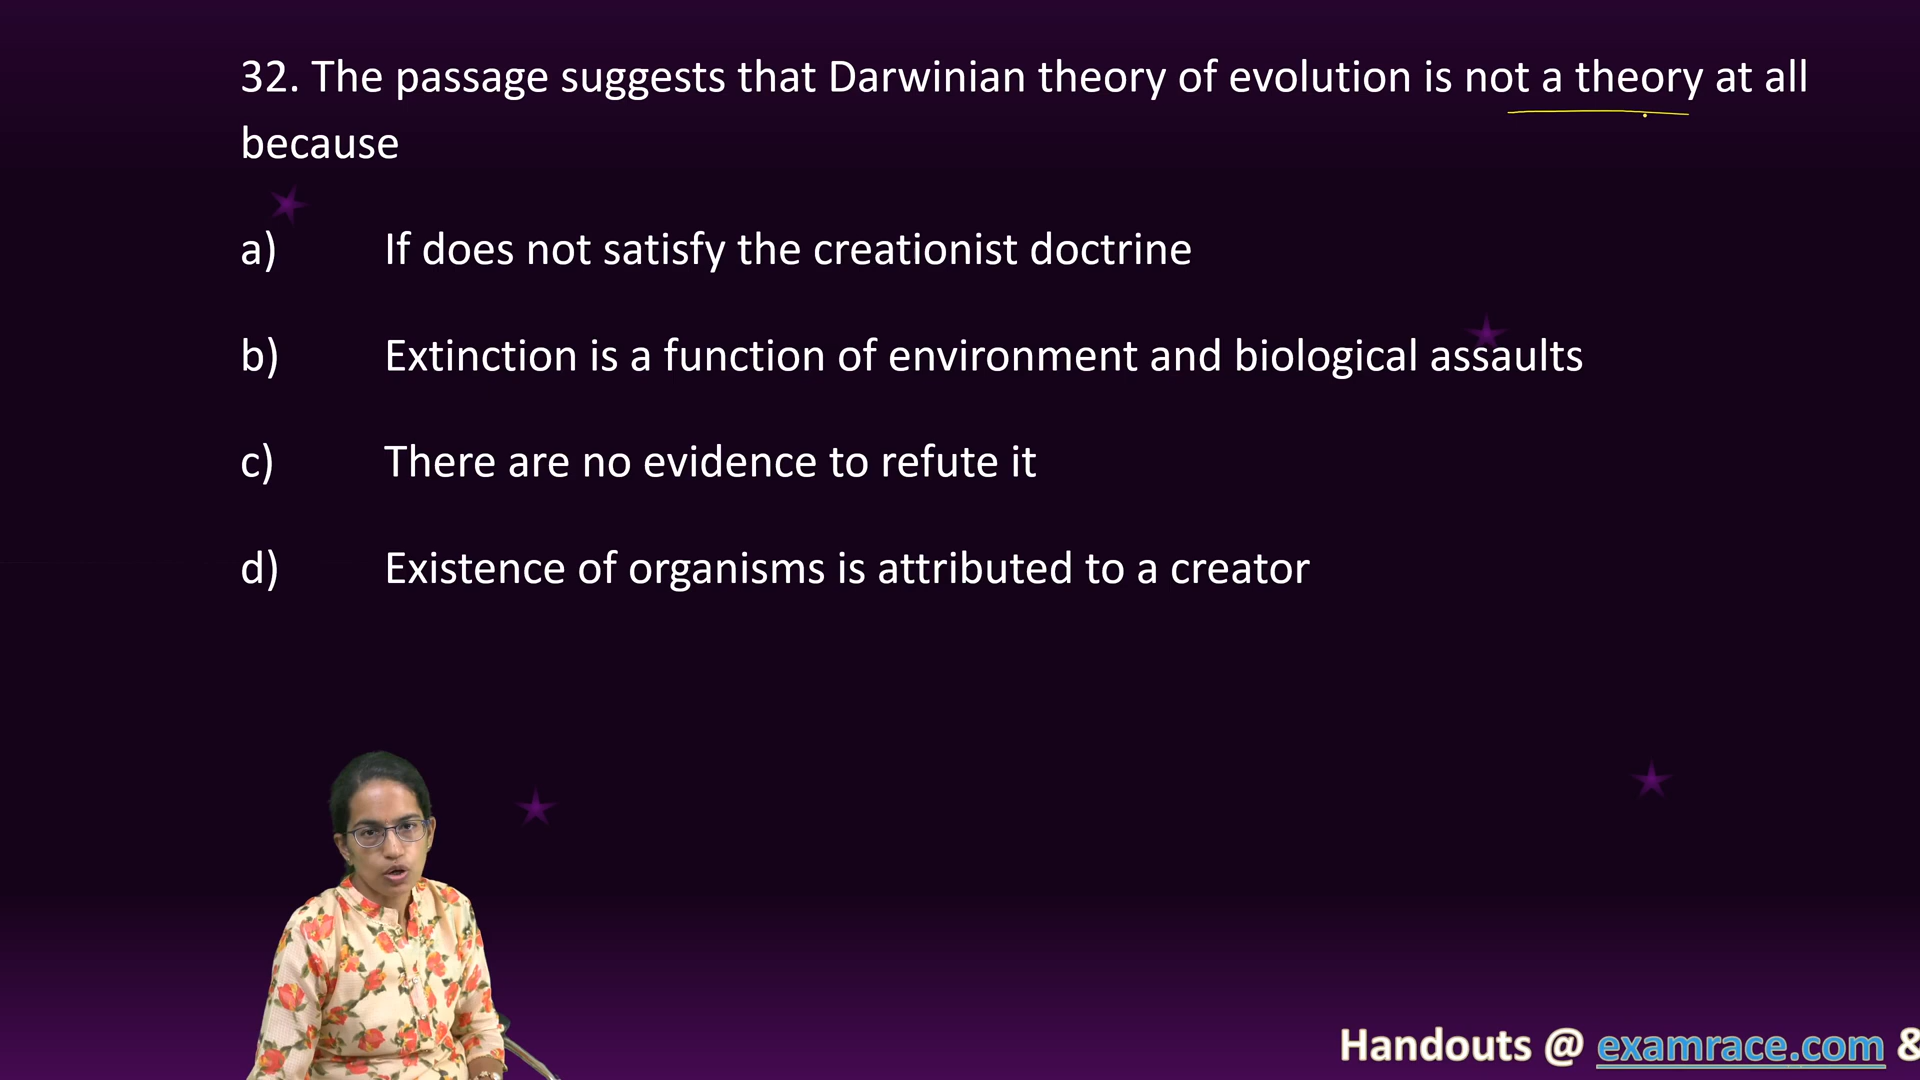 32. The passage suggests that Darwinian theory of evolution is not a theory at all
because
a) If does not satisfy the creationist doctrine
b) Extinction is a function of environment and biological assaults
c) There are no evidence to refute it
d) Existence of organisms is attributed to a creator
Handouts @ examrace.com &